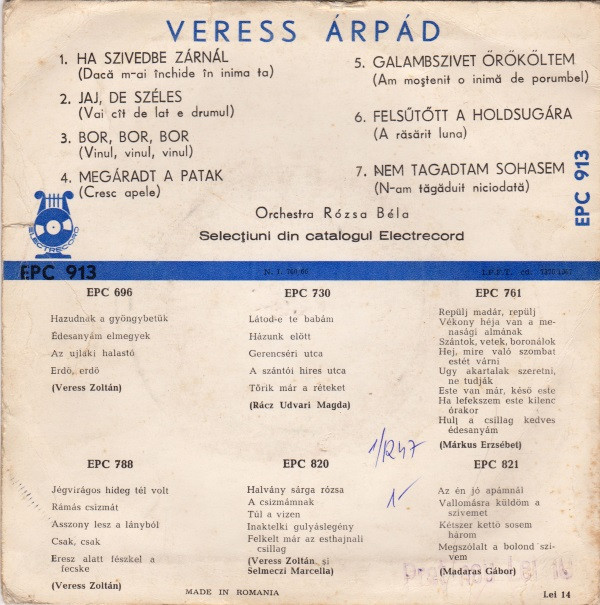 VERESS ÁRPÁD
1. HA SZIVEDBE ZÁRNÁL
(Dacă m-ai închide în inima ta)
2. JAJ, DE SZÉLES
(Vai cît de lat e drumul)
3. BOR, BOR, BOR
(Vinul, vinul, vinul)
4. MEGÁRADT A PATAK
(Cresc apele)
5. GALAMBSZIVET ÖRÖKÖLTEM
(Am moștenit o inimă de porumbel)
6. FELSŰTÖTT A HOLDSUGÁRA
(A răsărit luna)
7. NEM TAGADTAM SOHASEM
(N-am tăgăduit niciodată)
EPC 913
ELECTRECORD
Orchestra Rózsa Béla
Selecțiuni din catalogul Electrecord
EPC 913
EPC 696
Hazudnak a gyöngybetűk
Édesanyám elmegyek
Az ujlaki halastó
Erdő, erdő
(Veress Zoltán)
EPC 730
Látod-e te babám
Házunk előtt
Gerencséri utca
A szántói híres utca
Törik már a réteket
(Rácz Udvari Magda)
EPC 761
Repülj madár, repülj
Vékony héja van a me-
nasági almának
Szántok, vetek, boronálok
Hej, mire való szombat
estét várni
Ugy akartalak szeretni,
ne tudják
Este van már, késő este
Ha lefekszem este kilenc
órakor
Hulj a csillag kedves
édesanyám
(Márkus Erzsébet)
EPC 788
Jégvirágos hideg tél volt
Rámás csizmát
Asszony lesz a lányból
Csak, csak
Eresz alatt fészkel a
fecske
(Veress Zoltán)
EPC 820
Halvány sárga rózsa
A csizmámnak
Túl a vizen
Inaktelki gulyáslegény
Felkelt már az esthajnali
csillag
(Veress Zoltán și
Selmeczi Marcella)
EPC 821
Az én jó apámnál
Vallomásra küldöm a
szivemet
Kétszer kettö sosem
három
Megszólalt a bolond szí-
vem
(Madaras Gábor)
MADE IN ROMANIA
Lei 14